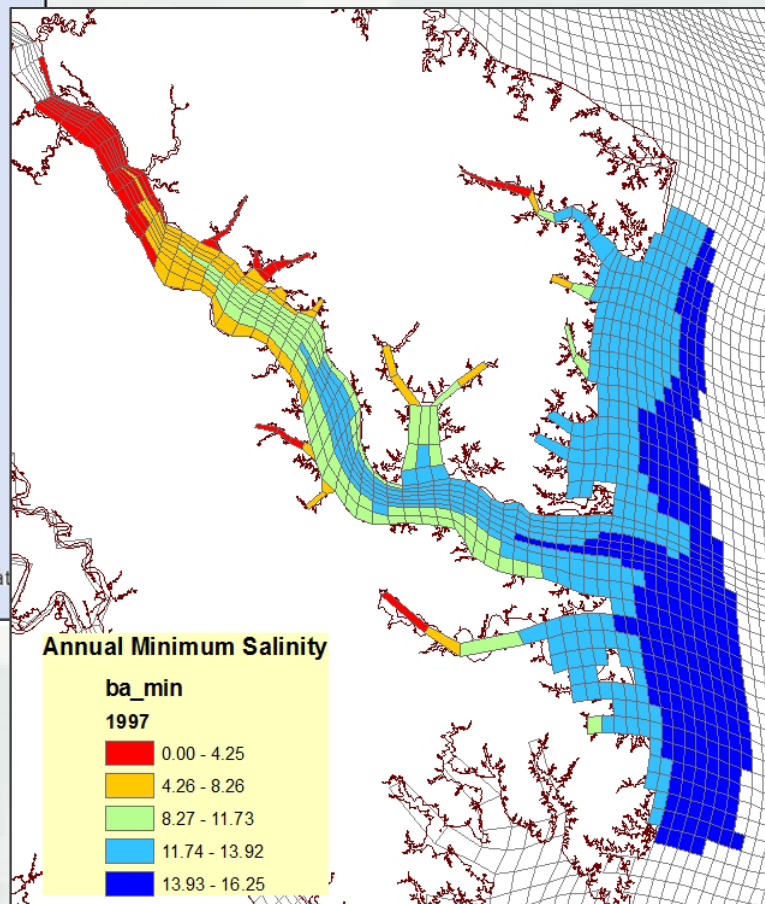 Annual Minimum Salinity
ba_min
1997
0.00 - 4.25
4.26 - 8.26
8.27 - 11.73
11.74 - 13.92
13.93 - 16.25